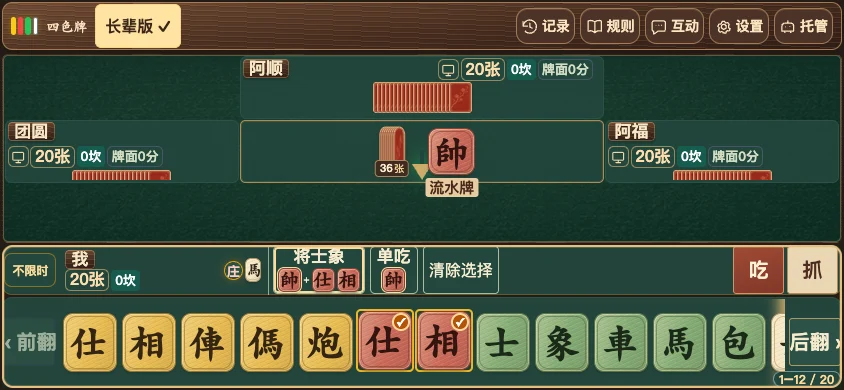 四色牌 长辈版 ✓ 记录 规则 互动 设置 托管
阿顺 20张 0坎 牌面0分
团圆
20张 0坎 牌面0分
36张 帥
流水牌
阿福
20张 0坎 牌面0分
不限时
我
20张 0坎
庄 馬
将士象
帥 + 仕 相
单吃
帥
清除选择
吃 抓
‹ 前翻 仕 相 俥 傌 炮 仕 相 士 象 車 馬 包 后翻 ›
1–12 / 20